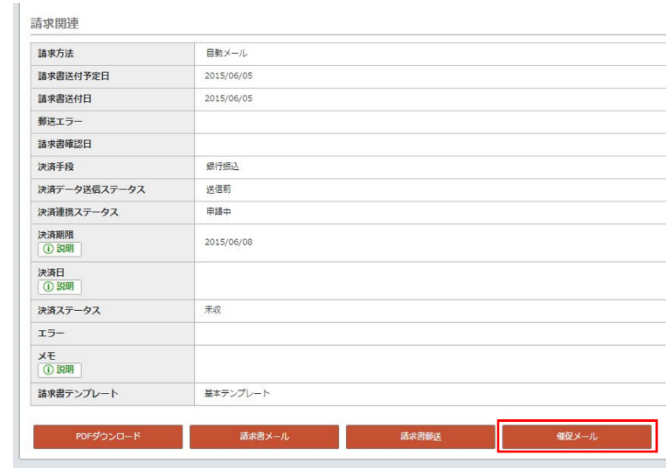 請求関連
請求方法 自動メール
請求書送付予定日 2015/06/05
請求書送付日 2015/06/05
郵送エラー
請求書確認日
決済手段 銀行振込
決済データ送信ステータス 送信前
決済連携ステータス 申請中
決済期限
説明 2015/06/08
決済日
説明
決済ステータス 未収
エラー
メモ
説明
請求書テンプレート 基本テンプレート
PDFダウンロード 請求書メール 請求書郵送 催促メール